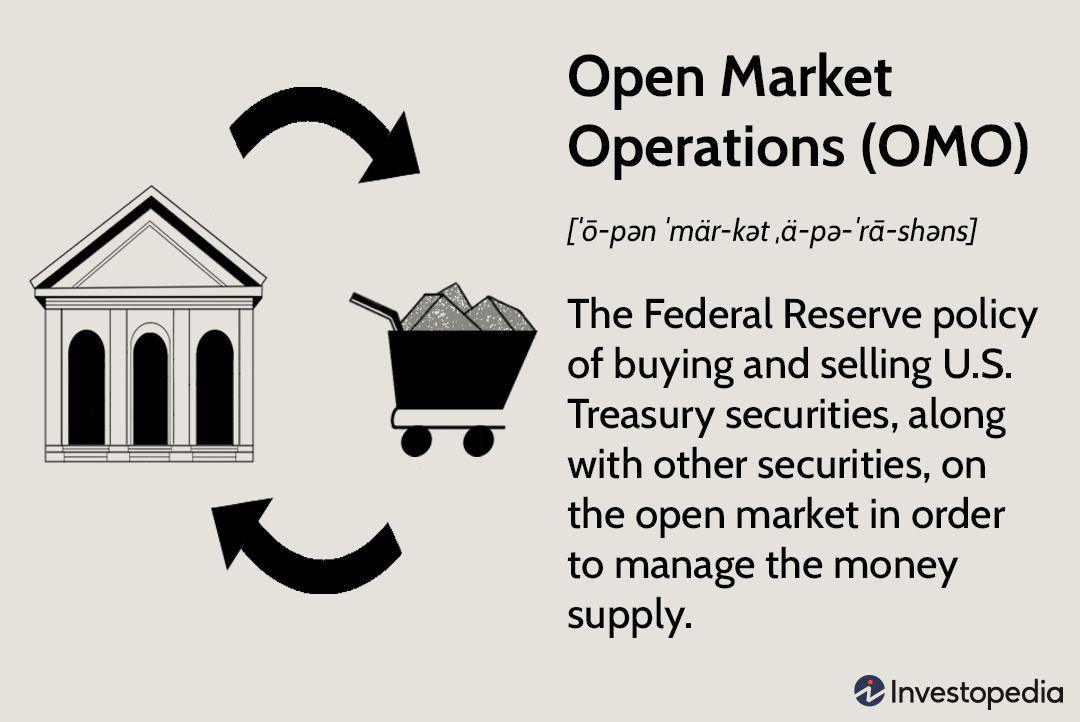 Open Market
Operations (OMO)
[ˈō-pən ˈmär-kət ˌä-pə-ˈrā-shəns]
The Federal Reserve policy
of buying and selling U.S.
Treasury securities, along
with other securities, on
the open market in order
to manage the money
supply.
Investopedia